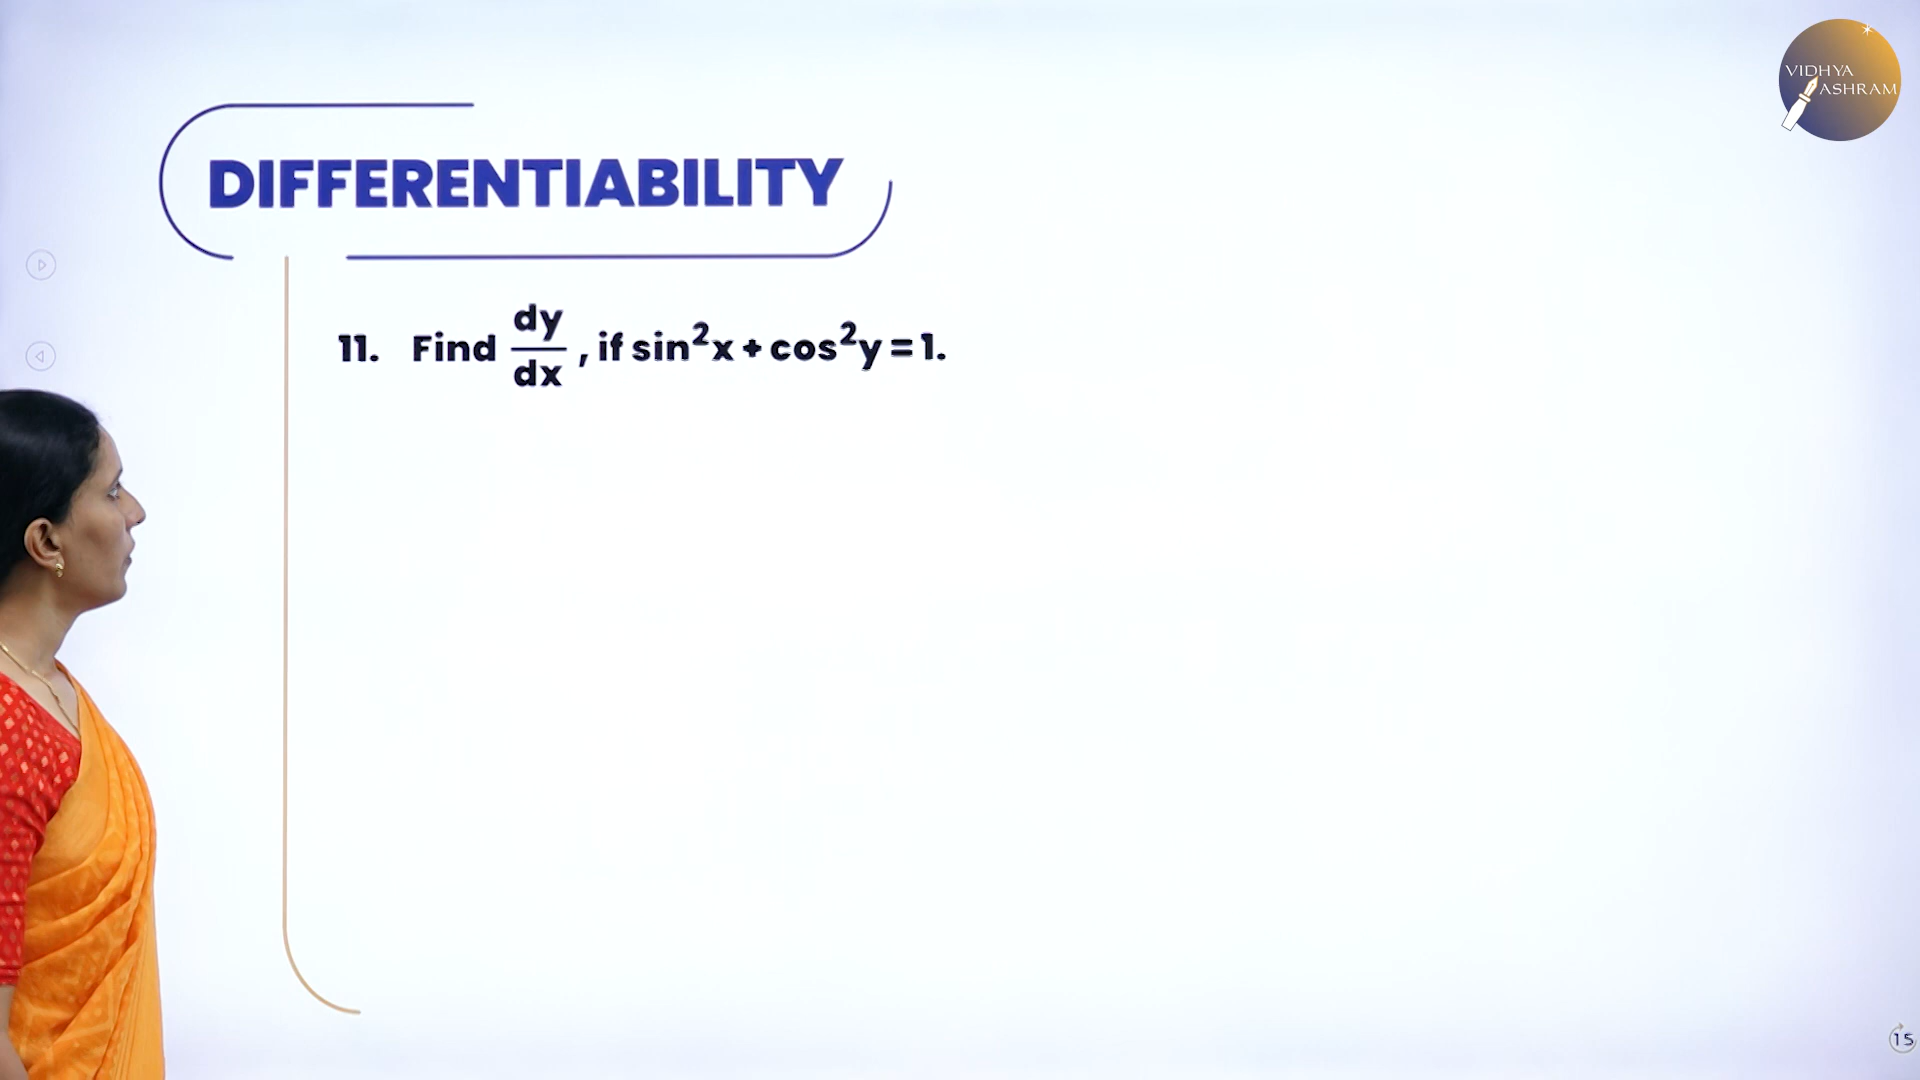 VIDHYA
ASHRAM
DIFFERENTIABILITY
11. Find dy/dx, if sin²x + cos²y = 1.
15